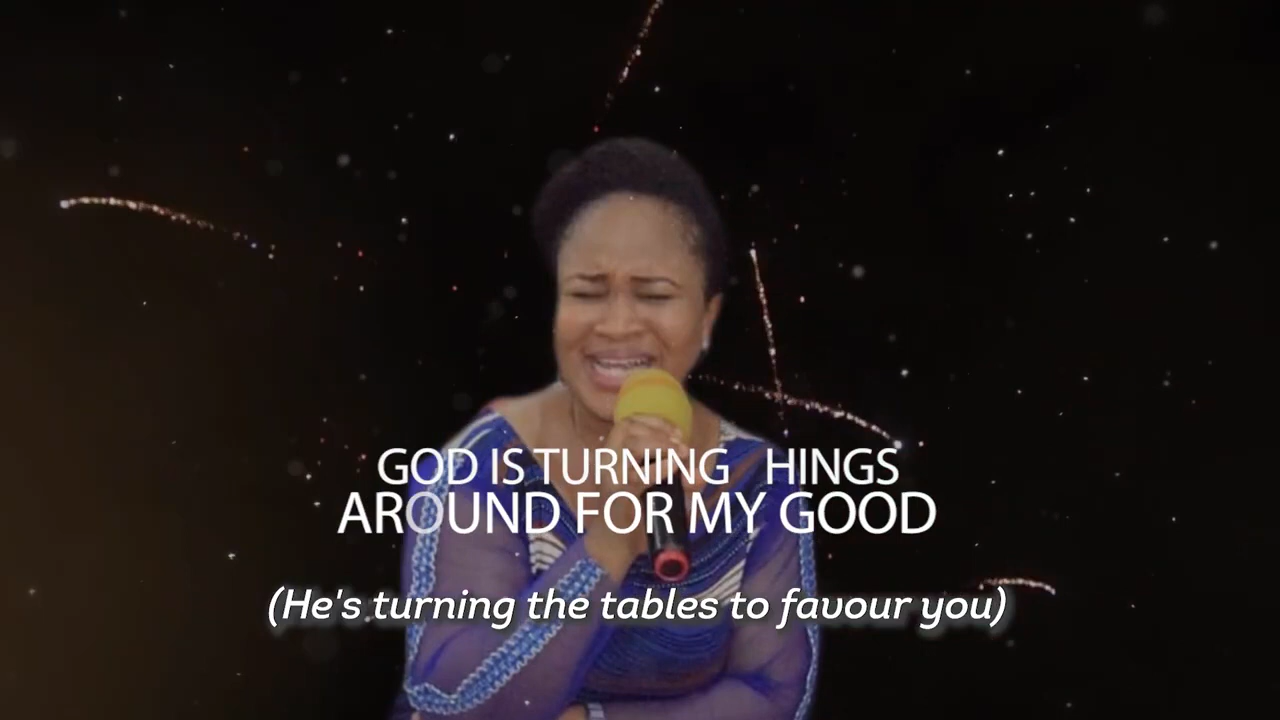 GOD IS TURNING HINGS
AROUND FOR MY GOOD
(He's turning the tables to favour you)